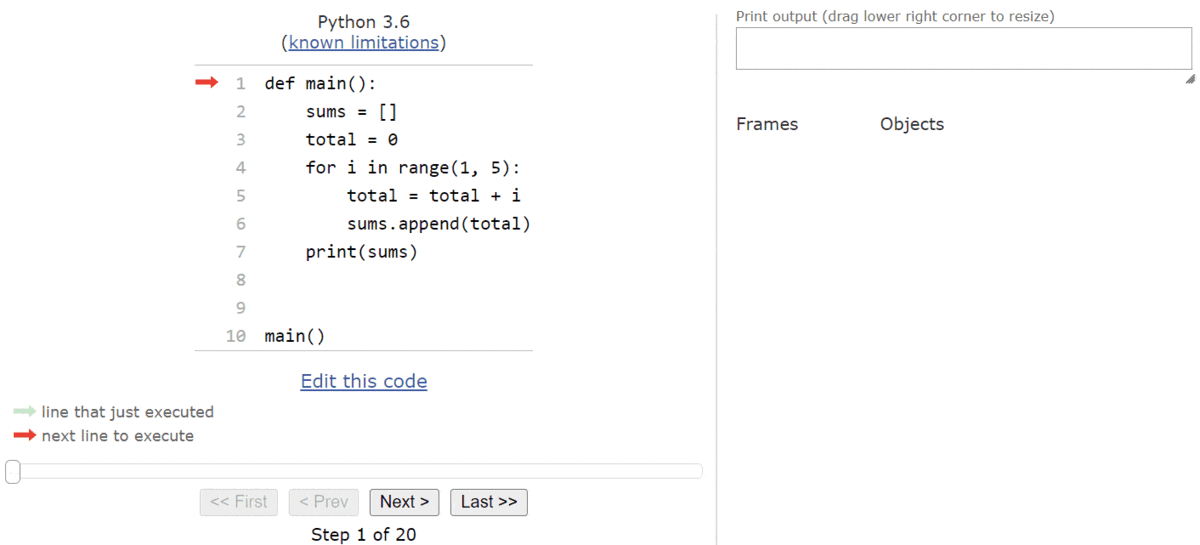 Python 3.6
(known limitations)
1 def main():
2     sums = []
3     total = 0
4     for i in range(1, 5):
5         total = total + i
6         sums.append(total)
7     print(sums)
8
9
10 main()
Edit this code
line that just executed
next line to execute
<< First < Prev Next > Last >>
Step 1 of 20
Print output (drag lower right corner to resize)
Frames Objects